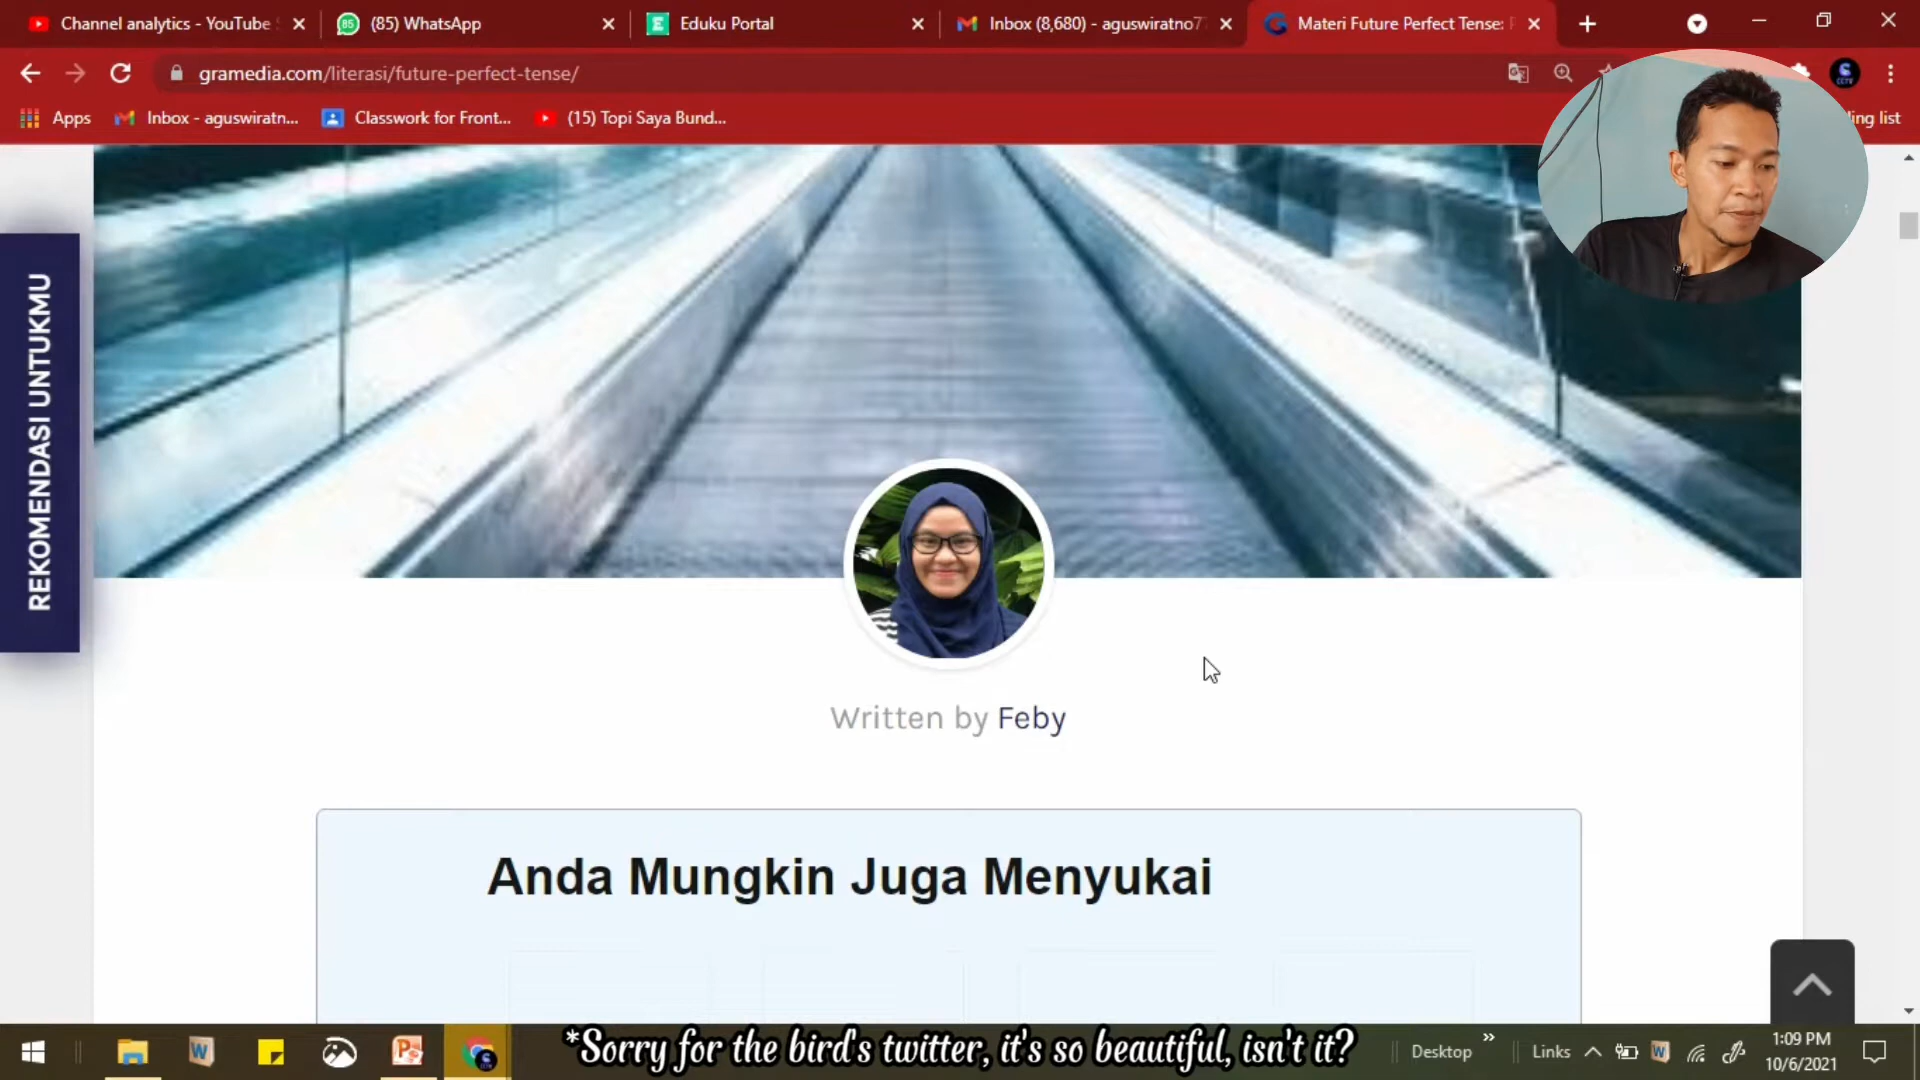 Channel analytics - YouTube
(85) WhatsApp
Eduku Portal
Inbox (8,680) - aguswiratno7
Materi Future Perfect Tense:
gramedia.com/literasi/future-perfect-tense/
Apps
Inbox - aguswiratn...
Classwork for Front...
(15) Topi Saya Bund...
ling list
REKOMENDASI UNTUKMU
Written by Feby
Anda Mungkin Juga Menyukai
*Sorry for the bird's twitter, it's so beautiful, isn't it?
Desktop
Links
1:09 PM
10/6/2021